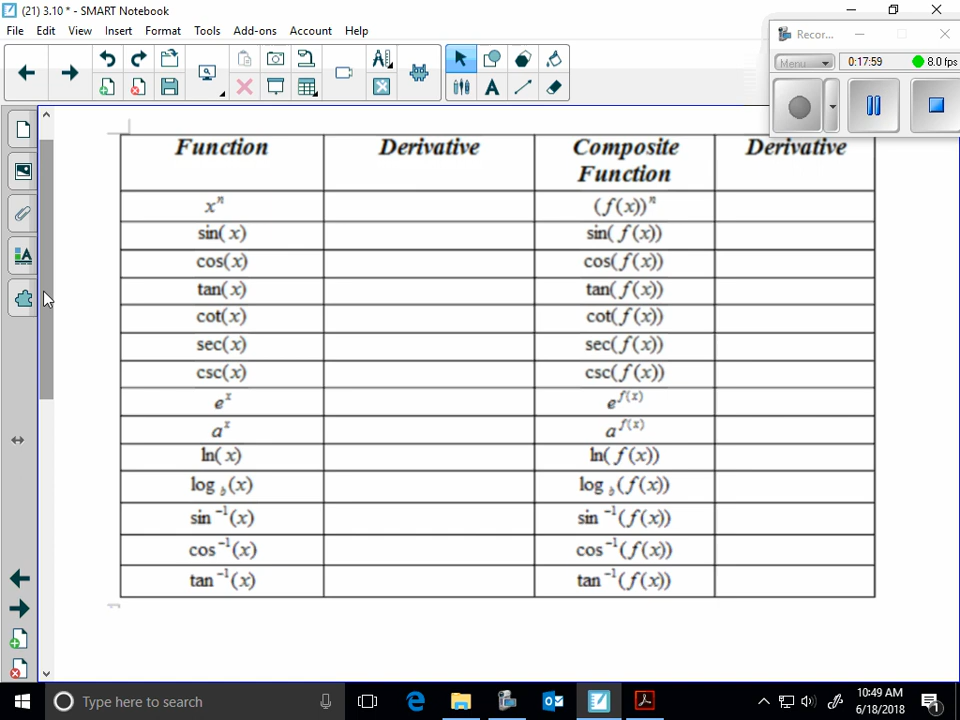 (21) 3.10 * - SMART Notebook
File Edit View Insert Format Tools Add-ons Account Help
Recor...
Menu 0:17:59 8.0 fps
Function Derivative Composite Function Derivative
xⁿ (f(x))ⁿ
sin(x) sin(f(x))
cos(x) cos(f(x))
tan(x) tan(f(x))
cot(x) cot(f(x))
sec(x) sec(f(x))
csc(x) csc(f(x))
e^x e^f(x)
a^x a^f(x)
ln(x) ln(f(x))
log_b(x) log_b(f(x))
sin⁻¹(x) sin⁻¹(f(x))
cos⁻¹(x) cos⁻¹(f(x))
tan⁻¹(x) tan⁻¹(f(x))
Type here to search
10:49 AM
6/18/2018
1